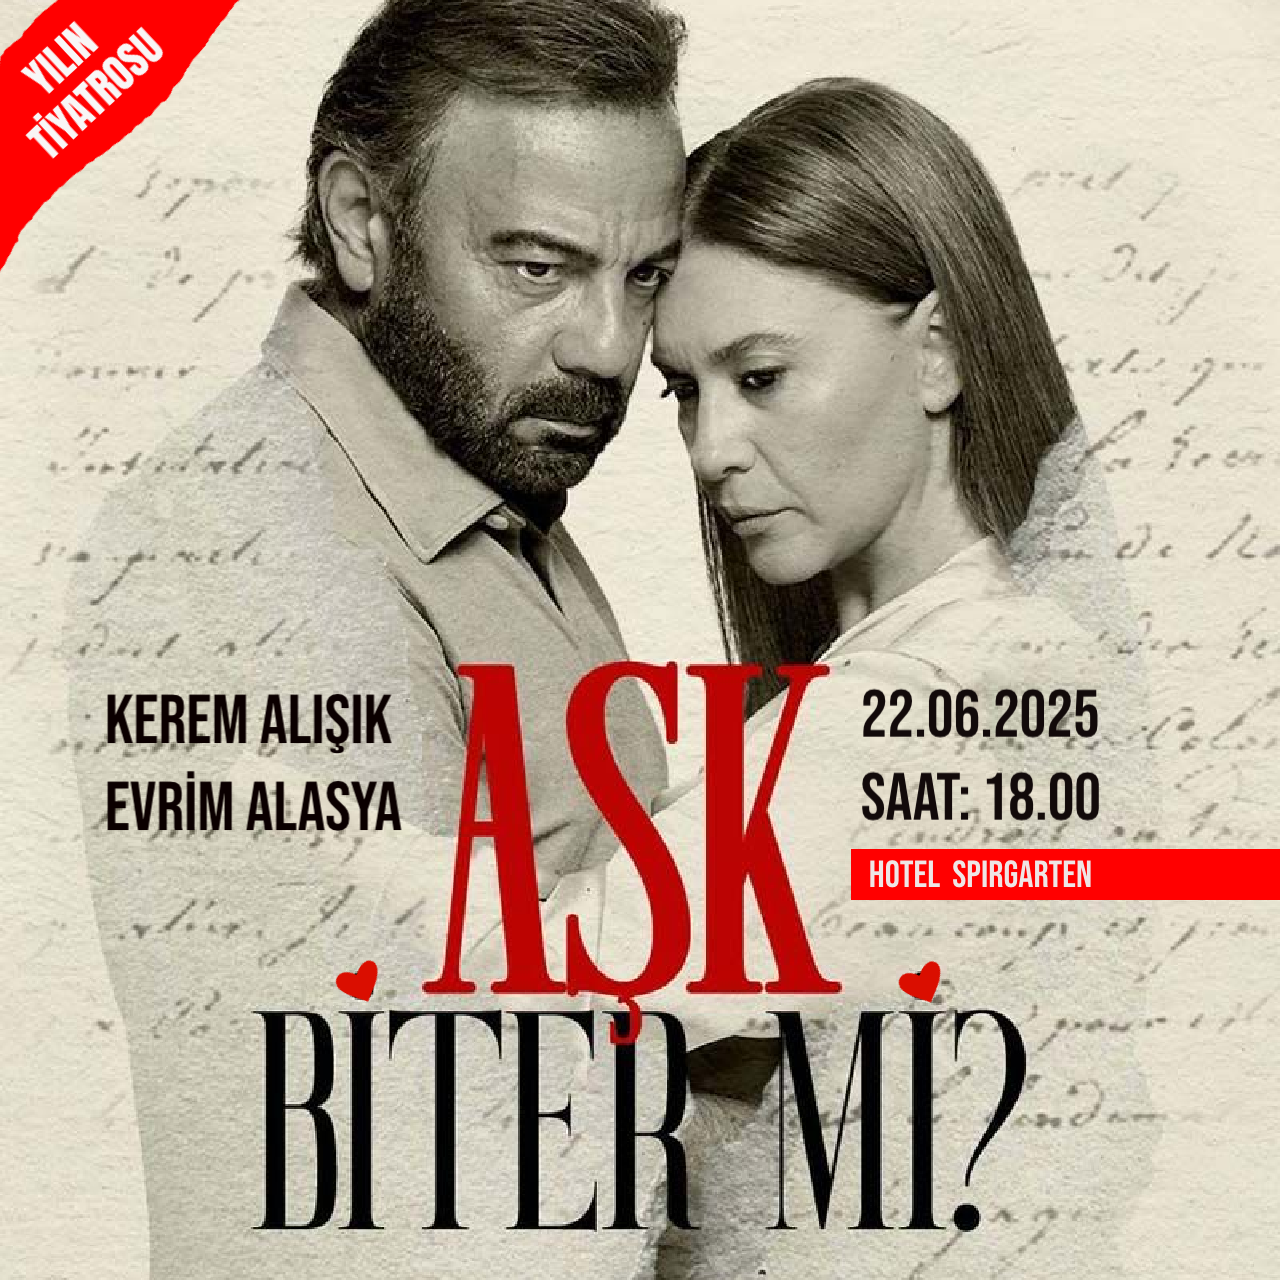 YILIN
TİYATROSU
KEREM ALIŞIK
EVRİM ALASYA
22.06.2025
SAAT: 18.00
HOTEL SPIRGARTEN
AŞK
BİTER Mİ?